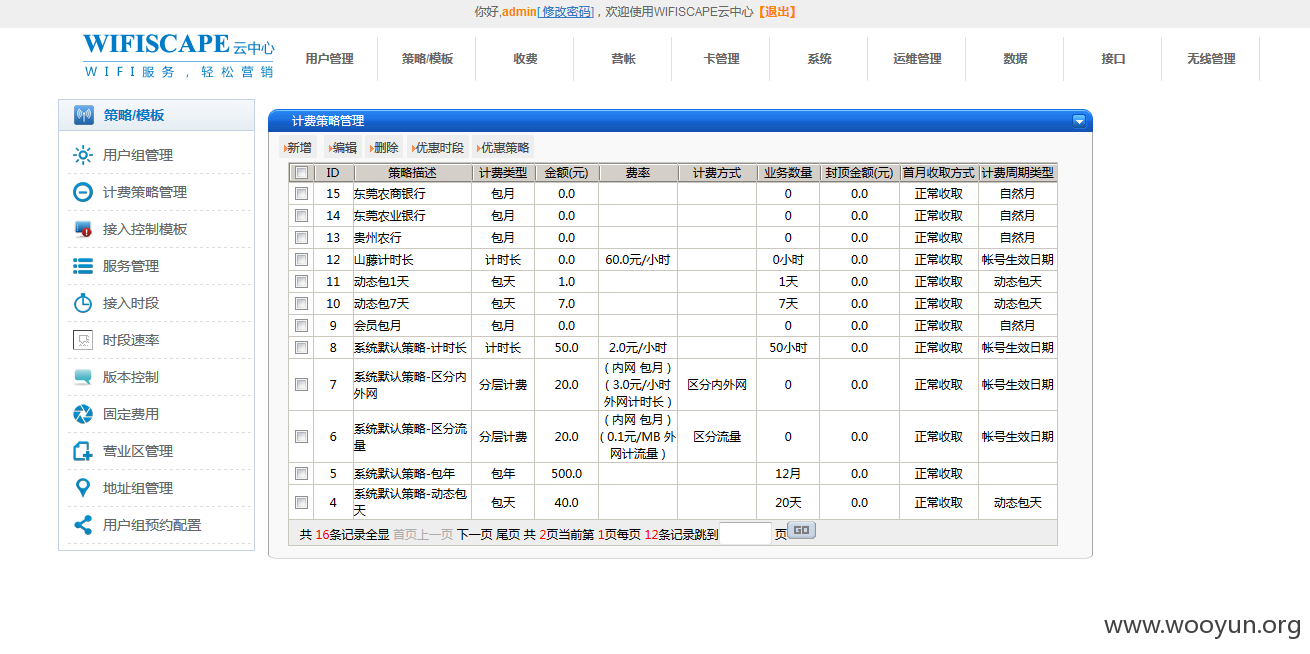 你好,admin[修改密码]，欢迎使用WIFISCAPE云中心【退出】
WIFISCAPE 云中心
WIFI服务，轻松营销
用户管理 策略/模板 收费 营帐 卡管理 系统 运维管理 数据 接口 无线管理
策略/模板
用户组管理
计费策略管理
接入控制模板
服务管理
接入时段
时段速率
版本控制
固定费用
营业区管理
地址组管理
用户组预约配置
计费策略管理
新增 编辑 删除 优惠时段 优惠策略
ID 策略描述 计费类型 金额(元) 费率 计费方式 业务数量 封顶金额(元) 首月收取方式 计费周期类型
15 东莞农商银行 包月 0.0 0 0.0 正常收取 自然月
14 东莞农业银行 包月 0.0 0 0.0 正常收取 自然月
13 贵州农行 包月 0.0 0 0.0 正常收取 自然月
12 山藤计时长 计时长 0.0 60.0元/小时 0小时 0.0 正常收取 帐号生效日期
11 动态包1天 包天 1.0 1天 0.0 正常收取 动态包天
10 动态包7天 包天 7.0 7天 0.0 正常收取 动态包天
9 会员包月 包月 0.0 0 0.0 正常收取 自然月
8 系统默认策略-计时长 计时长 50.0 2.0元/小时 50小时 0.0 正常收取 帐号生效日期
7 系统默认策略-区分内外网 分层计费 20.0 ( 内网 包月 ) ( 3.0元/小时 外网计时长 ) 区分内外网 0 0.0 正常收取 帐号生效日期
6 系统默认策略-区分流量 分层计费 20.0 ( 内网 包月 ) ( 0.1元/MB 外网计流量 ) 区分流量 0 0.0 正常收取 帐号生效日期
5 系统默认策略-包年 包年 500.0 12月 0.0 正常收取
4 系统默认策略-动态包天 包天 40.0 20天 0.0 正常收取 动态包天
共 16条记录全显 首页上一页 下一页 尾页 共 2页当前第 1页每页 12条记录跳到 页 GO
www.wooyun.org